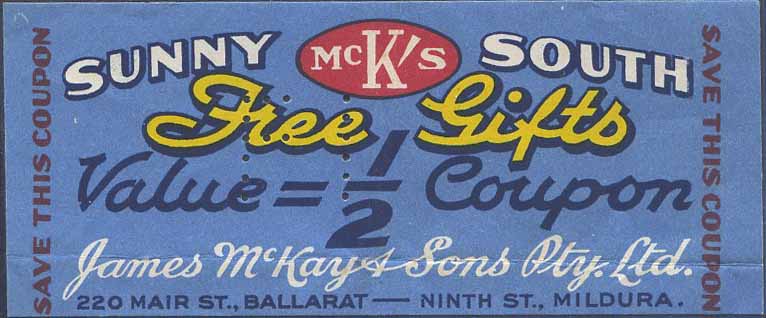 SUNNY McK's SOUTH
Free Gifts
Value = 1/2 Coupon
James McKay & Sons Pty. Ltd.
220 MAIR ST., BALLARAT — NINTH ST., MILDURA.
SAVE THIS COUPON
SAVE THIS COUPON